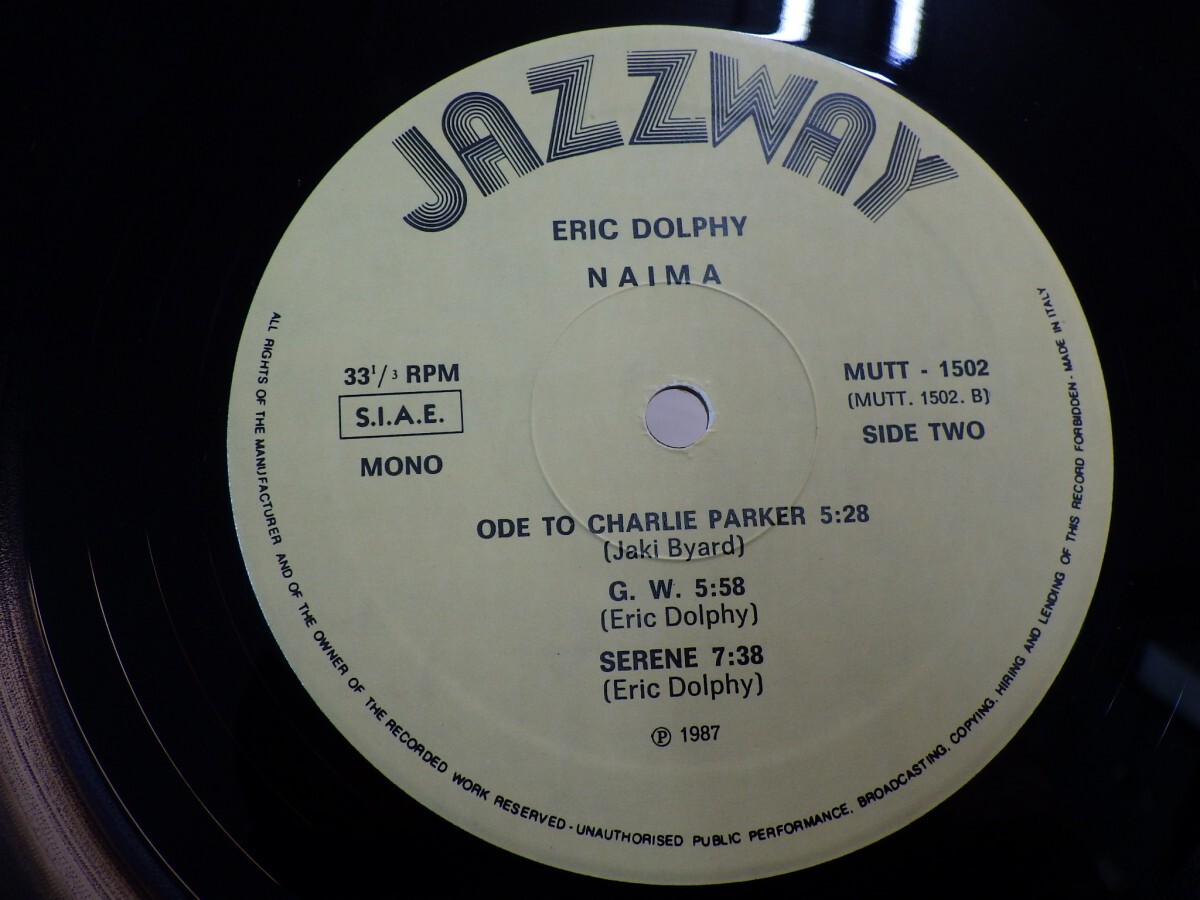 JAZZWAY
ERIC DOLPHY
NAIMA
33 1/3 RPM
S.I.A.E.
MONO
MUTT - 1502
(MUTT. 1502. B)
SIDE TWO
ODE TO CHARLIE PARKER 5:28
(Jaki Byard)
G. W. 5:58
(Eric Dolphy)
SERENE 7:38
(Eric Dolphy)
Ⓟ 1987
ALL RIGHTS OF THE MANUFACTURER AND OF THE OWNER OF THE RECORDED WORK RESERVED - UNAUTHORISED PUBLIC PERFORMANCE, BROADCASTING, COPYING, HIRING AND LENDING OF THIS RECORD FORBIDDEN - MADE IN ITALY